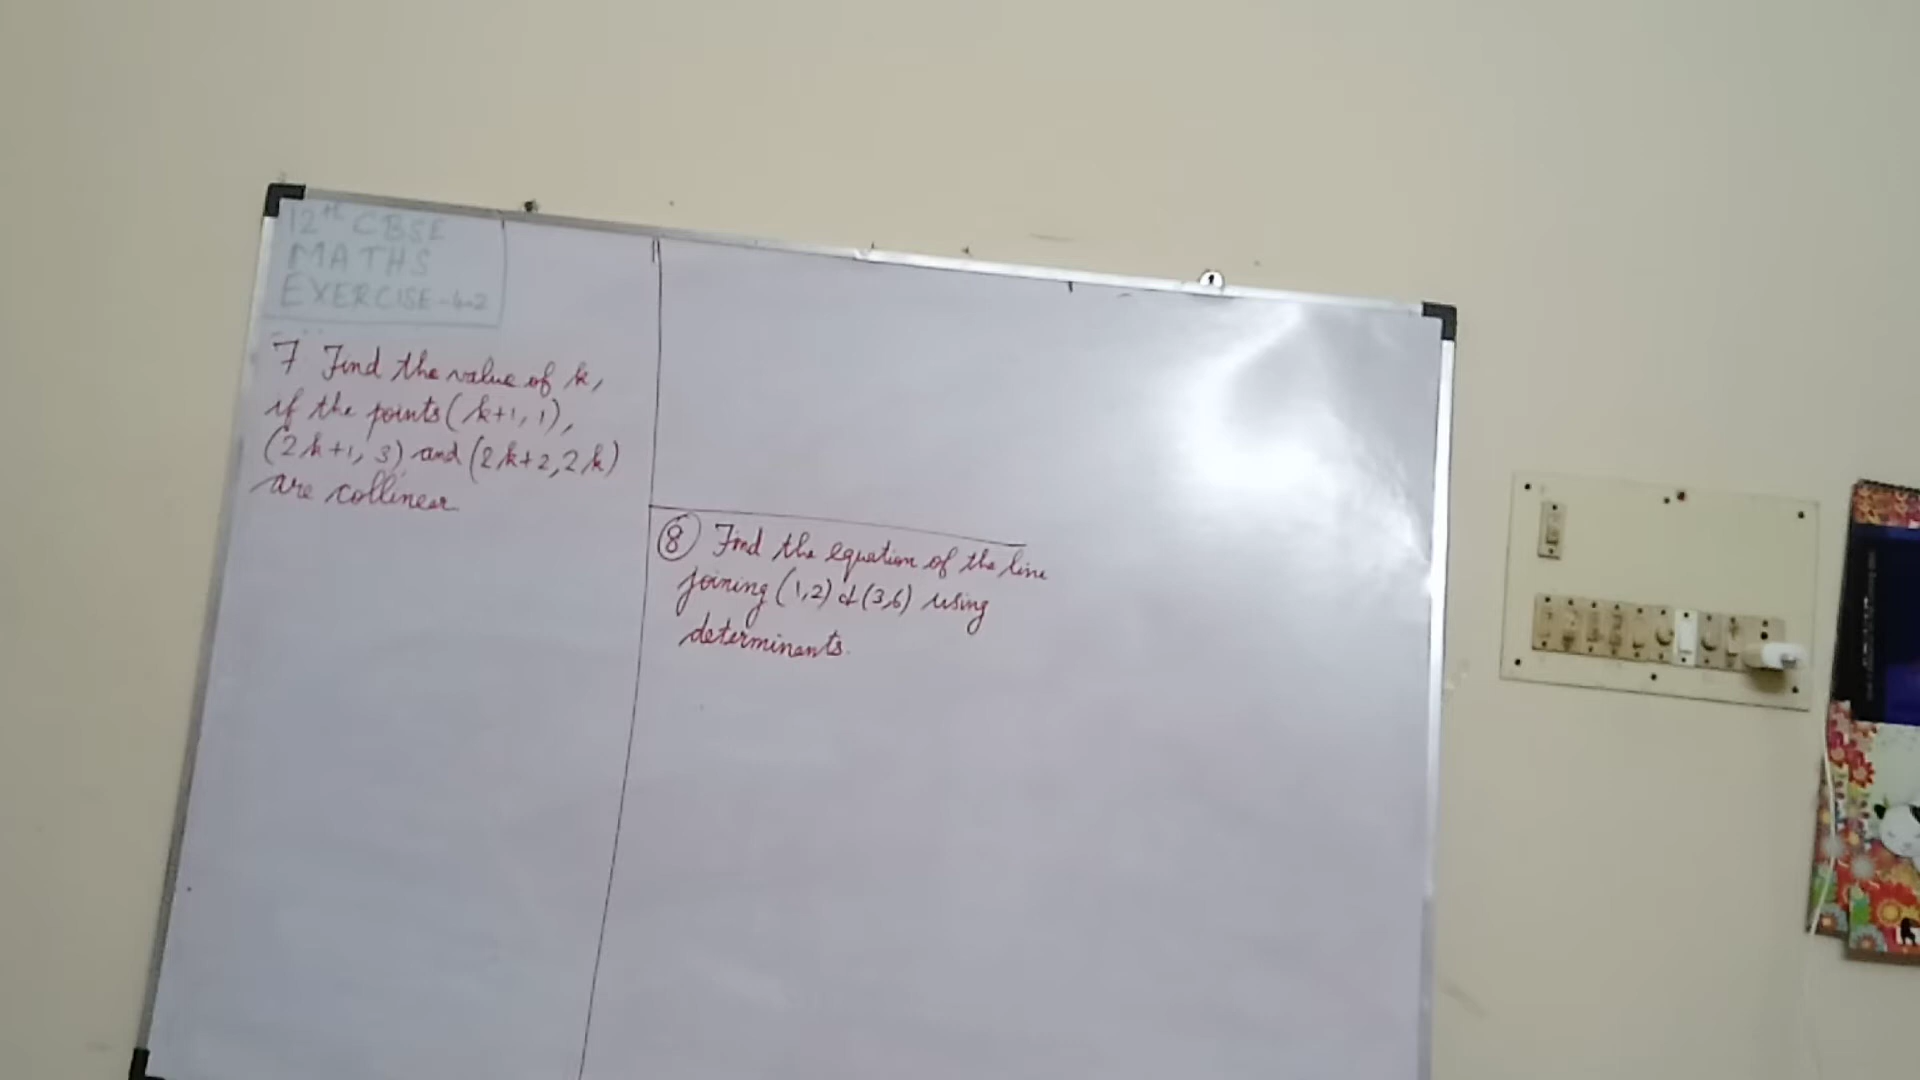 12th CBSE
MATHS
EXERCISE-4.2
7. Find the value of k,
if the points (k+1, 1),
(2k+1, 3) and (2k+2, 2k)
are collinear.
⑧ Find the equation of the line
joining (1,2) & (3,6) using
determinants.